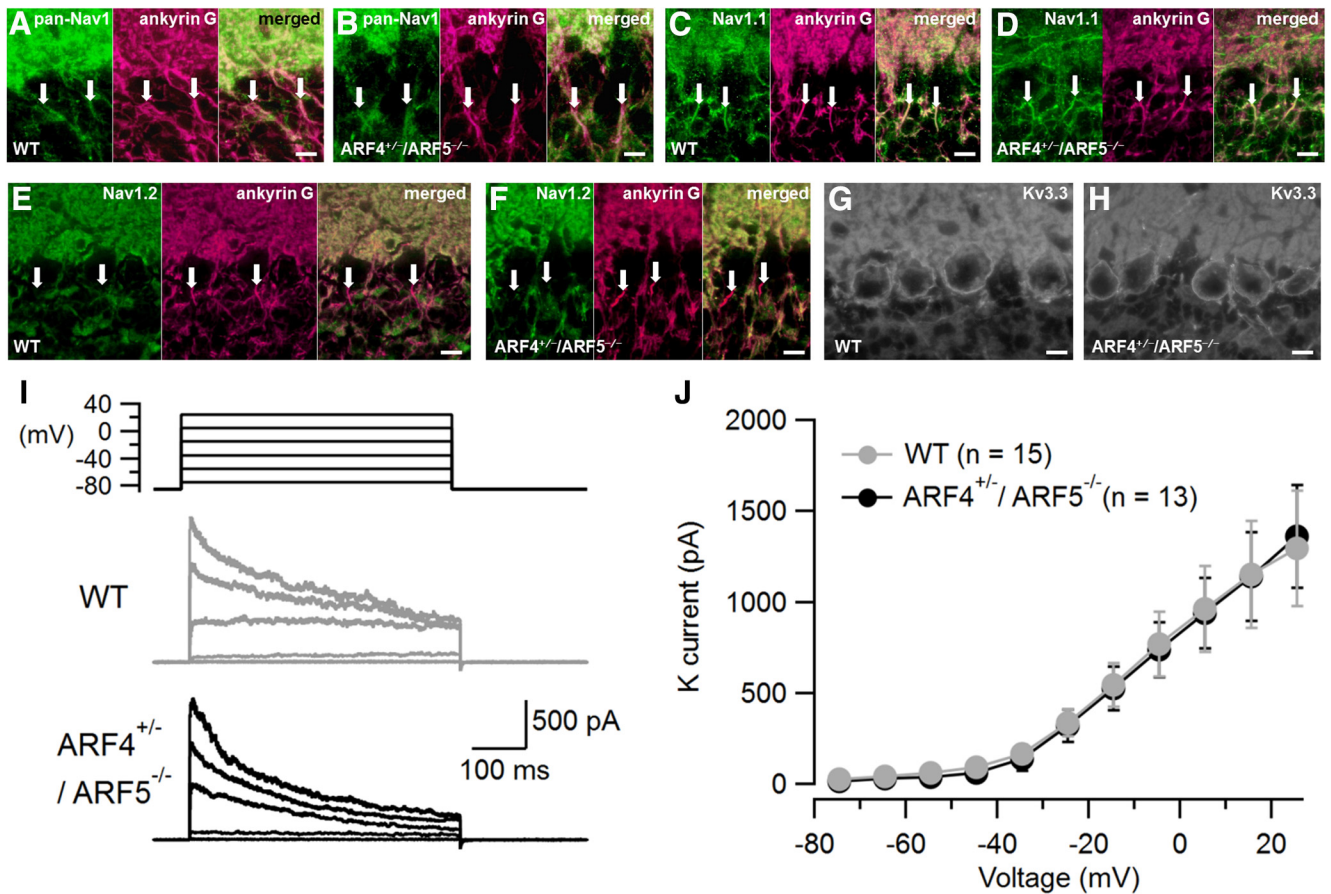 A pan-Nav1 ankyrin G merged
WT
B pan-Nav1 ankyrin G merged
ARF4+/−/ARF5−/−
C Nav1.1 ankyrin G merged
WT
D Nav1.1 ankyrin G merged
ARF4+/−/ARF5−/−
E Nav1.2 ankyrin G merged
WT
F Nav1.2 ankyrin G merged
ARF4+/−/ARF5−/−
G Kv3.3
WT
H Kv3.3
ARF4+/−/ARF5−/−
I
40
(mV) 0
-40
-80
WT
ARF4+/-
/ ARF5-/-
500 pA
100 ms
J
2000
1500
1000
500
0
K current (pA)
WT (n = 15)
ARF4+/-/ ARF5-/- (n = 13)
-80 -60 -40 -20 0 20
Voltage (mV)